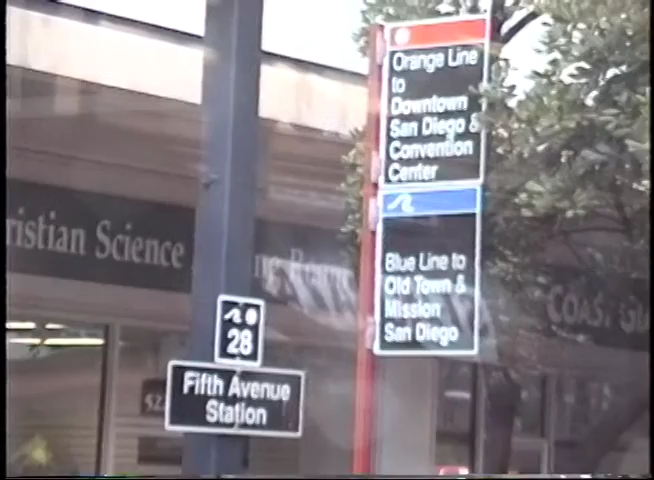 Orange Line
to
Downtown
San Diego &
Convention
Center
Blue Line to
Old Town &
Mission
San Diego
ristian Science
28
Fifth Avenue
Station
COAST